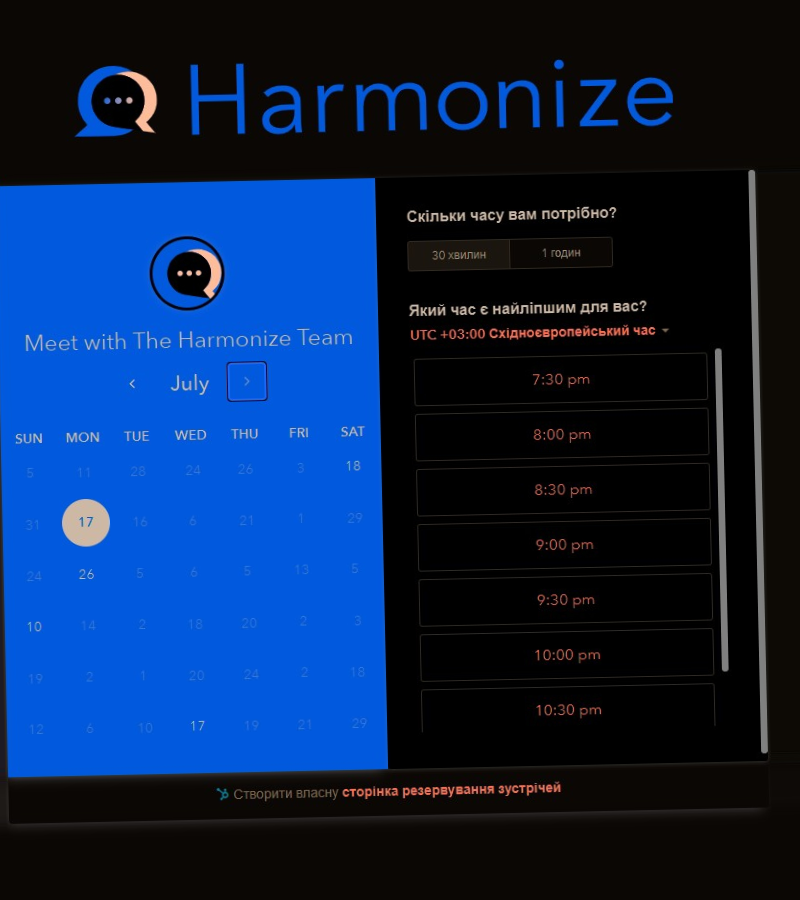 Harmonize
Meet with The Harmonize Team
July
SUN MON TUE WED THU FRI SAT
5 11 28 24 26 3 18
31 17 16 6 21 1 29
24 26 5 6 5 13 5
10 14 2 18 20 2 3
19 2 1 20 24 2 18
12 6 10 17 19 21 29
Скільки часу вам потрібно?
30 хвилин 1 годин
Який час є найліпшим для вас?
UTC +03:00 Східноєвропейський час
7:30 pm
8:00 pm
8:30 pm
9:00 pm
9:30 pm
10:00 pm
10:30 pm
Створити власну сторінка резервування зустрічей